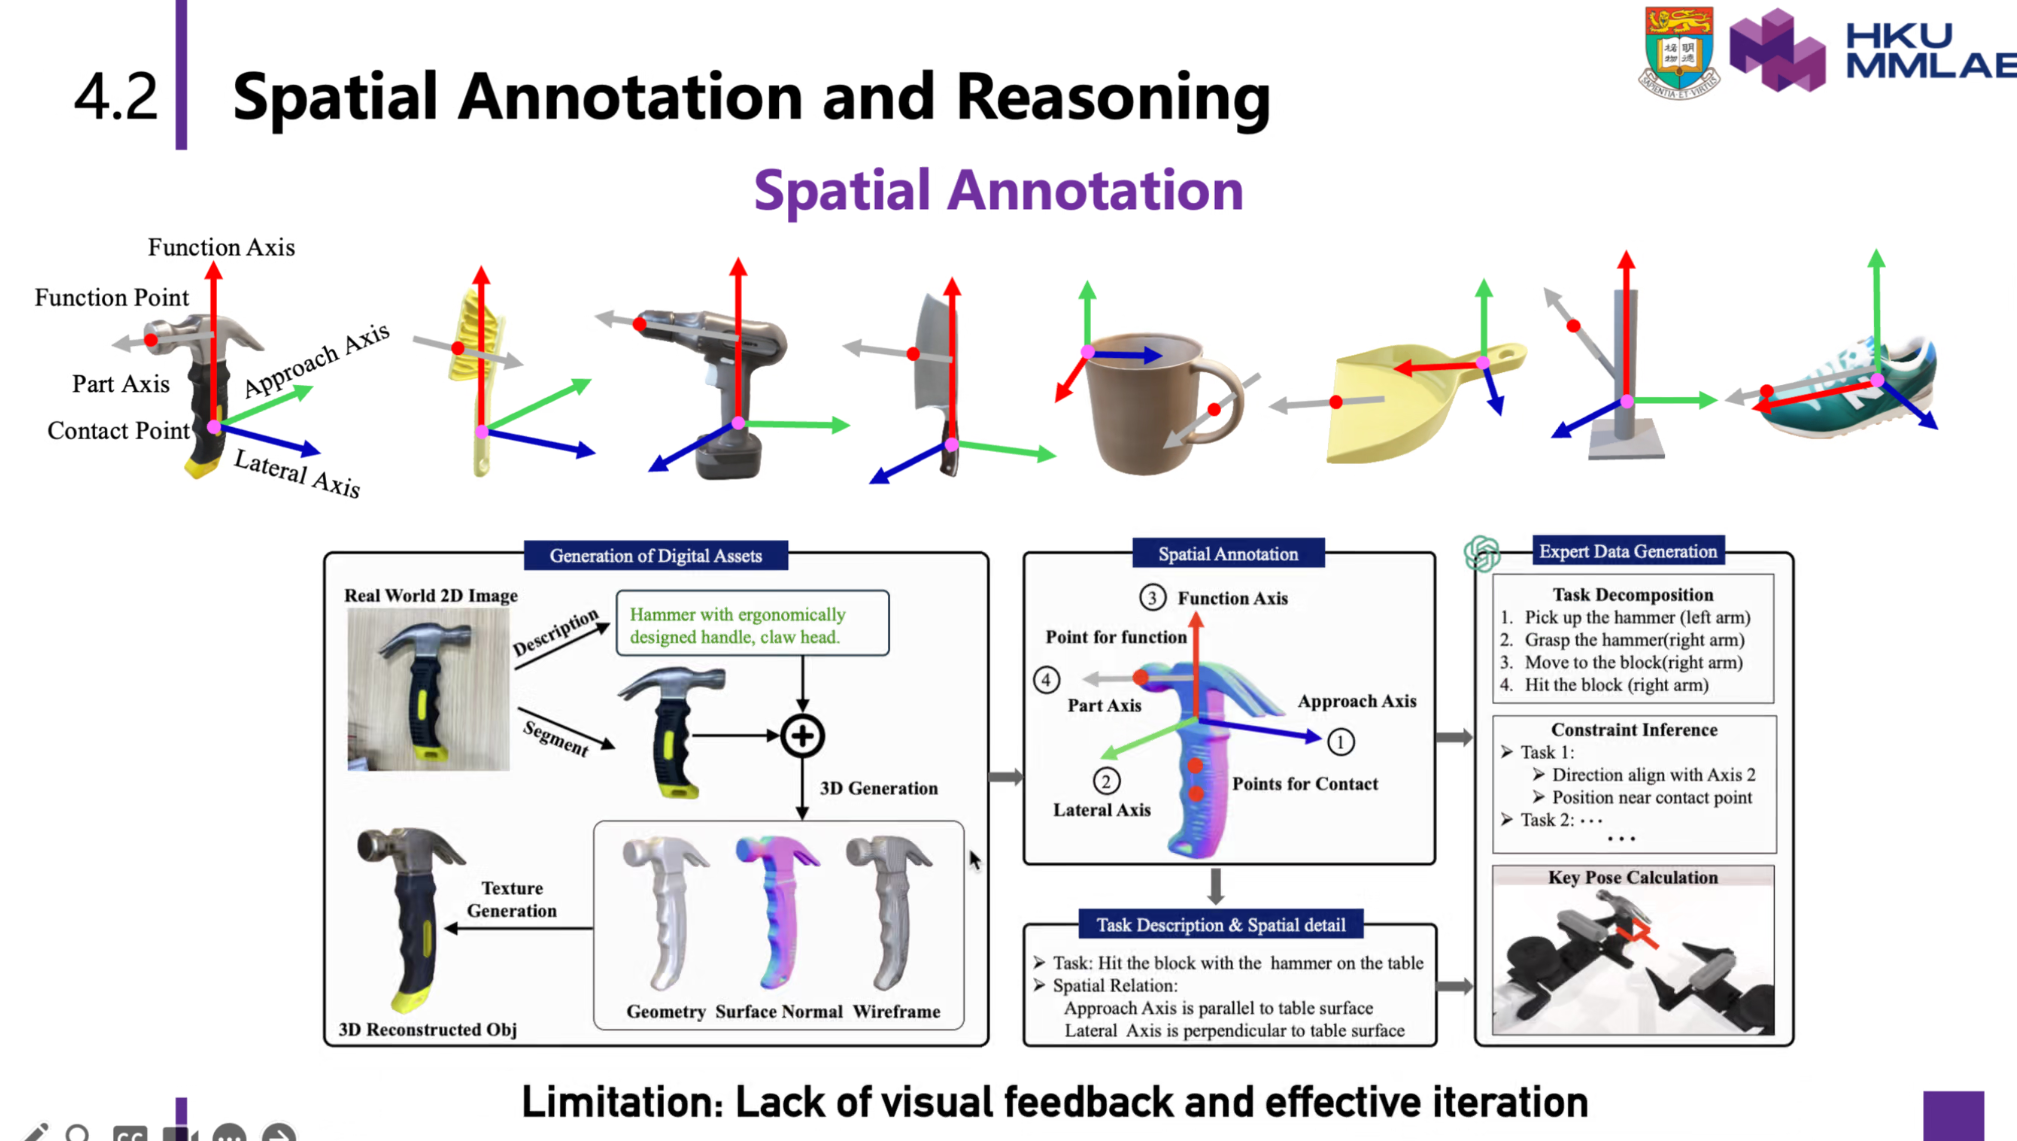 4.2
Spatial Annotation and Reasoning
HKU
MMLAB
SAPIENTIA·ET·VIRTUS
Spatial Annotation
Function Axis
Function Point
Approach Axis
Part Axis
Contact Point
Lateral Axis
Generation of Digital Assets
Real World 2D Image
Description
Hammer with ergonomically
designed handle, claw head.
Segment
3D Generation
Texture
Generation
Geometry Surface Normal Wireframe
3D Reconstructed Obj
Spatial Annotation
3 Function Axis
Point for function
4
Part Axis
Approach Axis
1
2
Lateral Axis
Points for Contact
Task Description & Spatial detail
➢ Task: Hit the block with the hammer on the table
➢ Spatial Relation:
Approach Axis is parallel to table surface
Lateral Axis is perpendicular to table surface
Expert Data Generation
Task Decomposition
1. Pick up the hammer (left arm)
2. Grasp the hammer(right arm)
3. Move to the block(right arm)
4. Hit the block (right arm)
Constraint Inference
➢ Task 1:
➢ Direction align with Axis 2
➢ Position near contact point
➢ Task 2: ···
···
Key Pose Calculation
Limitation: Lack of visual feedback and effective iteration
CC